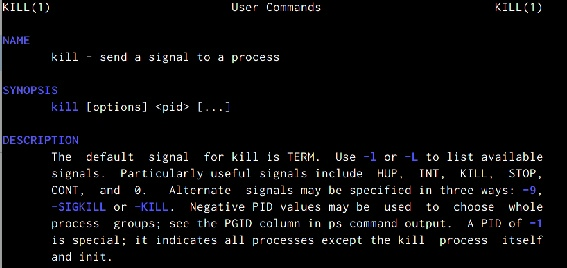 KILL(1) User Commands KILL(1)
NAME
kill - send a signal to a process
SYNOPSIS
kill [options] <pid> [...]
DESCRIPTION
The default signal for kill is TERM. Use -l or -L to list available
signals. Particularly useful signals include HUP, INT, KILL, STOP,
CONT, and 0. Alternate signals may be specified in three ways: -9,
-SIGKILL or -KILL. Negative PID values may be used to choose whole
process groups; see the PGID column in ps command output. A PID of -1
is special; it indicates all processes except the kill process itself
and init.